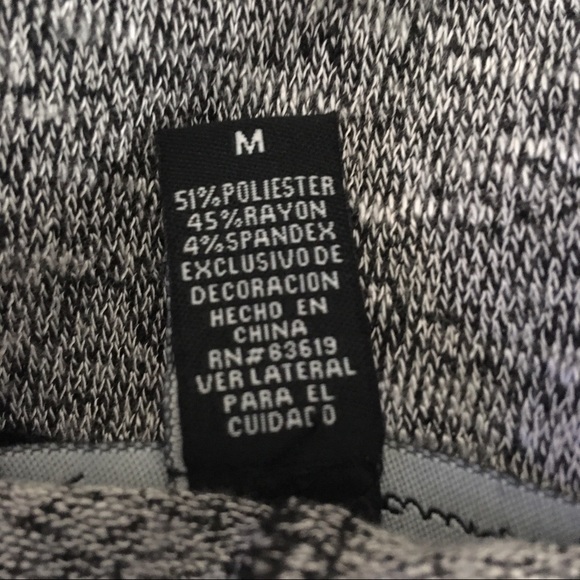 M
51%POLIESTER
45%RAYON
4%SPANDEX
EXCLUSIVO DE
DECORACION
HECHO EN
CHINA
RN#63619
VER LATERAL
PARA EL
CUIDADO